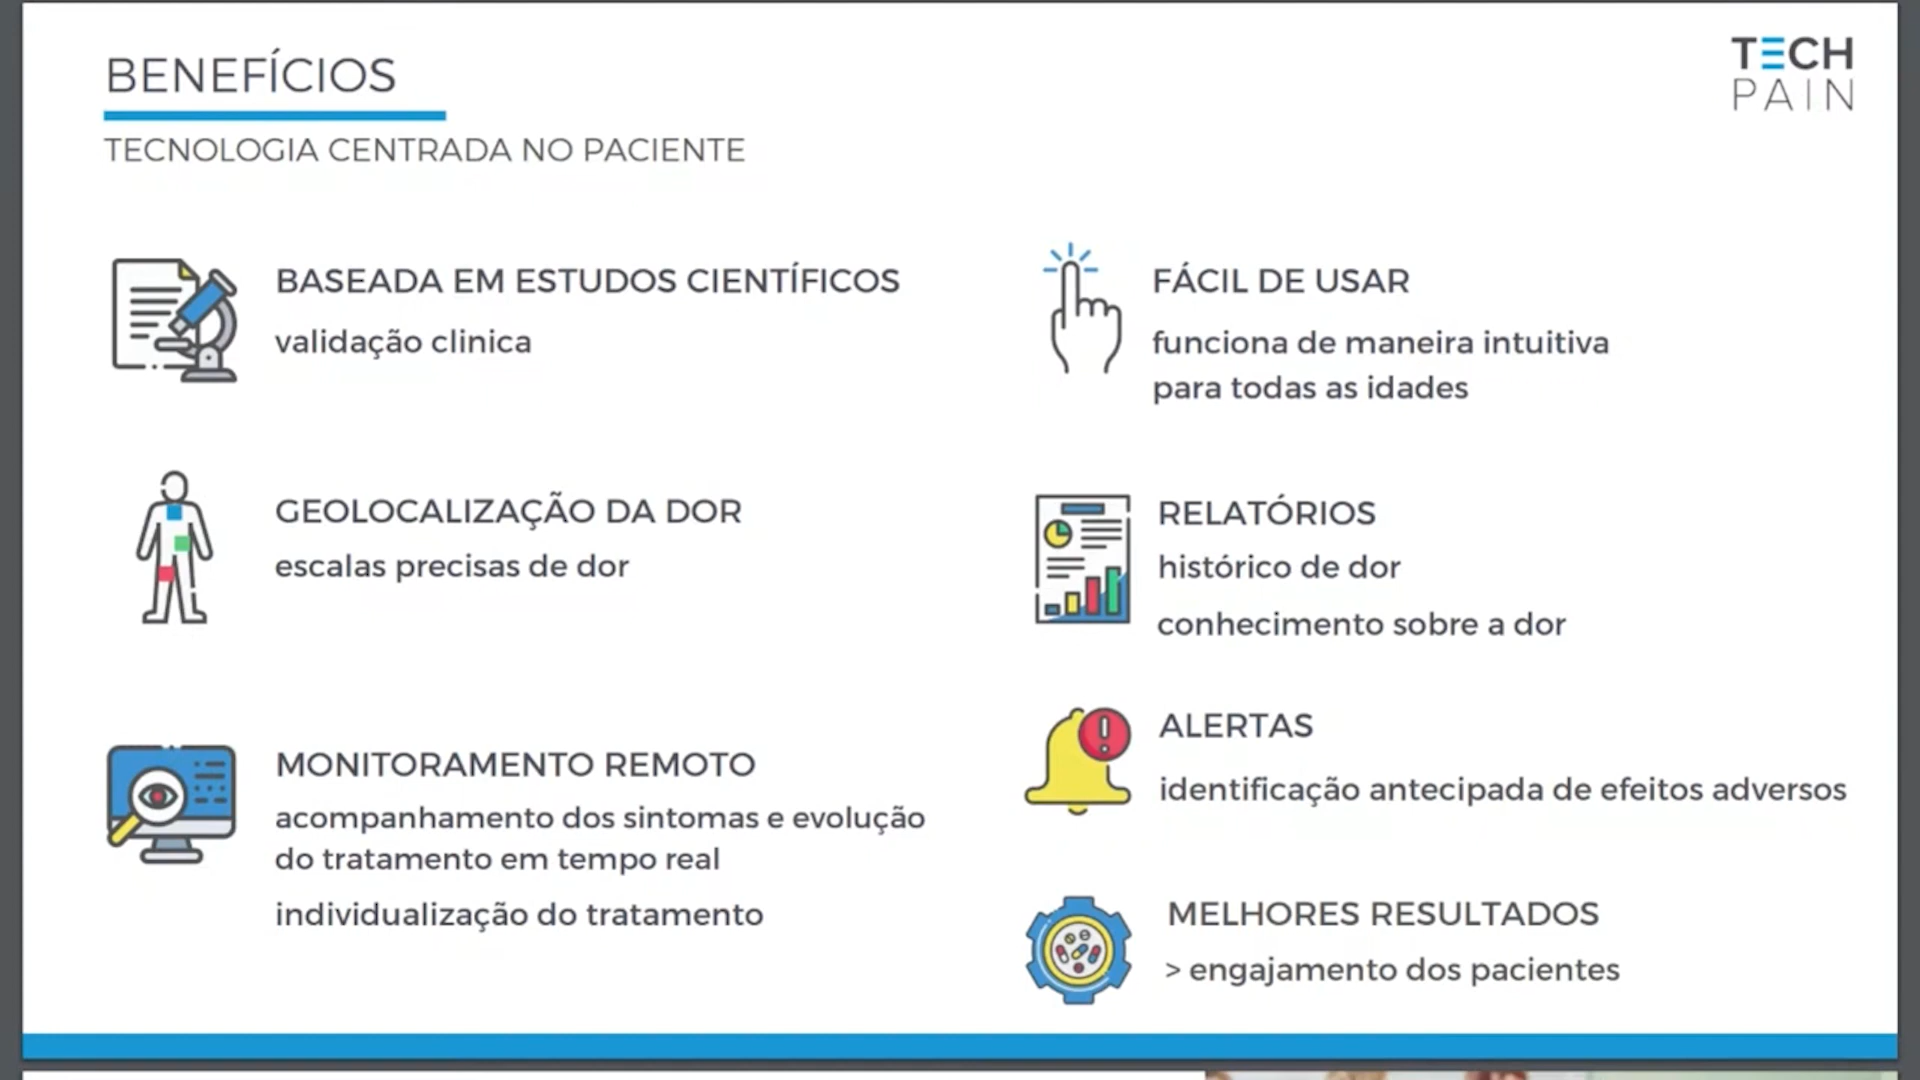 BENEFÍCIOS
TECNOLOGIA CENTRADA NO PACIENTE
TECH
PAIN
BASEADA EM ESTUDOS CIENTÍFICOS
validação clinica
GEOLOCALIZAÇÃO DA DOR
escalas precisas de dor
MONITORAMENTO REMOTO
acompanhamento dos sintomas e evolução
do tratamento em tempo real
individualização do tratamento
FÁCIL DE USAR
funciona de maneira intuitiva
para todas as idades
RELATÓRIOS
histórico de dor
conhecimento sobre a dor
ALERTAS
identificação antecipada de efeitos adversos
MELHORES RESULTADOS
> engajamento dos pacientes